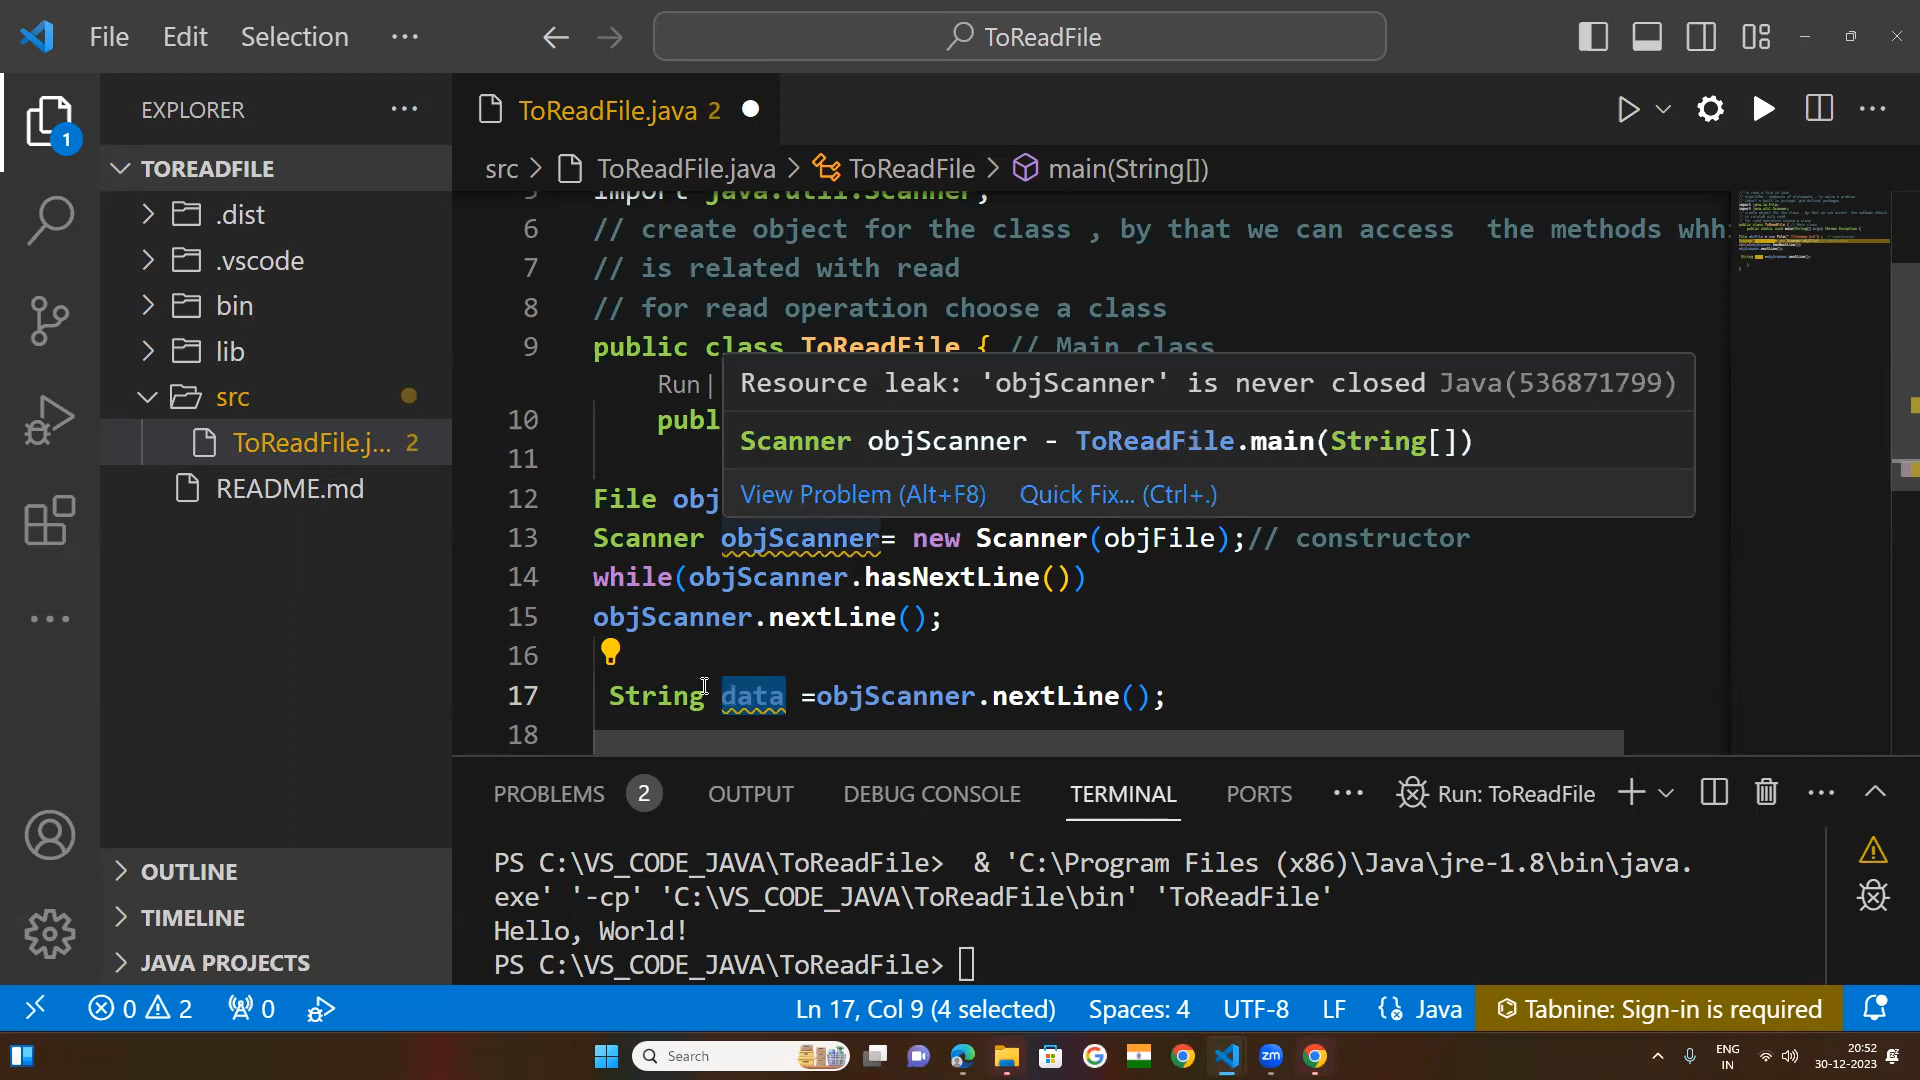 File Edit Selection ···
ToReadFile
EXPLORER ···
TOREADFILE
.dist
.vscode
bin
lib
src
ToReadFile.j... 2
README.md
OUTLINE
TIMELINE
JAVA PROJECTS
1
ToReadFile.java 2
src > ToReadFile.java > ToReadFile > main(String[])
5 import java.util.Scanner;
6 // create object for the class , by that we can access the methods whh
7 // is related with read
8 // for read operation choose a class
9 public class ToReadFile { // Main class
Run |
Resource leak: 'objScanner' is never closed Java(536871799)
10 publ
Scanner objScanner - ToReadFile.main(String[])
11
View Problem (Alt+F8) Quick Fix... (Ctrl+.)
12 File obj
13 Scanner objScanner= new Scanner(objFile);// constructor
14 while(objScanner.hasNextLine())
15 objScanner.nextLine();
16
17 String data =objScanner.nextLine();
18
PROBLEMS 2 OUTPUT DEBUG CONSOLE TERMINAL PORTS ··· Run: ToReadFile
PS C:\VS_CODE_JAVA\ToReadFile> & 'C:\Program Files (x86)\Java\jre-1.8\bin\java.
exe' '-cp' 'C:\VS_CODE_JAVA\ToReadFile\bin' 'ToReadFile'
Hello, World!
PS C:\VS_CODE_JAVA\ToReadFile>
0 2 0 Ln 17, Col 9 (4 selected) Spaces: 4 UTF-8 LF Java Tabnine: Sign-in is required
Search
zm
ENG
IN
20:52
30-12-2023